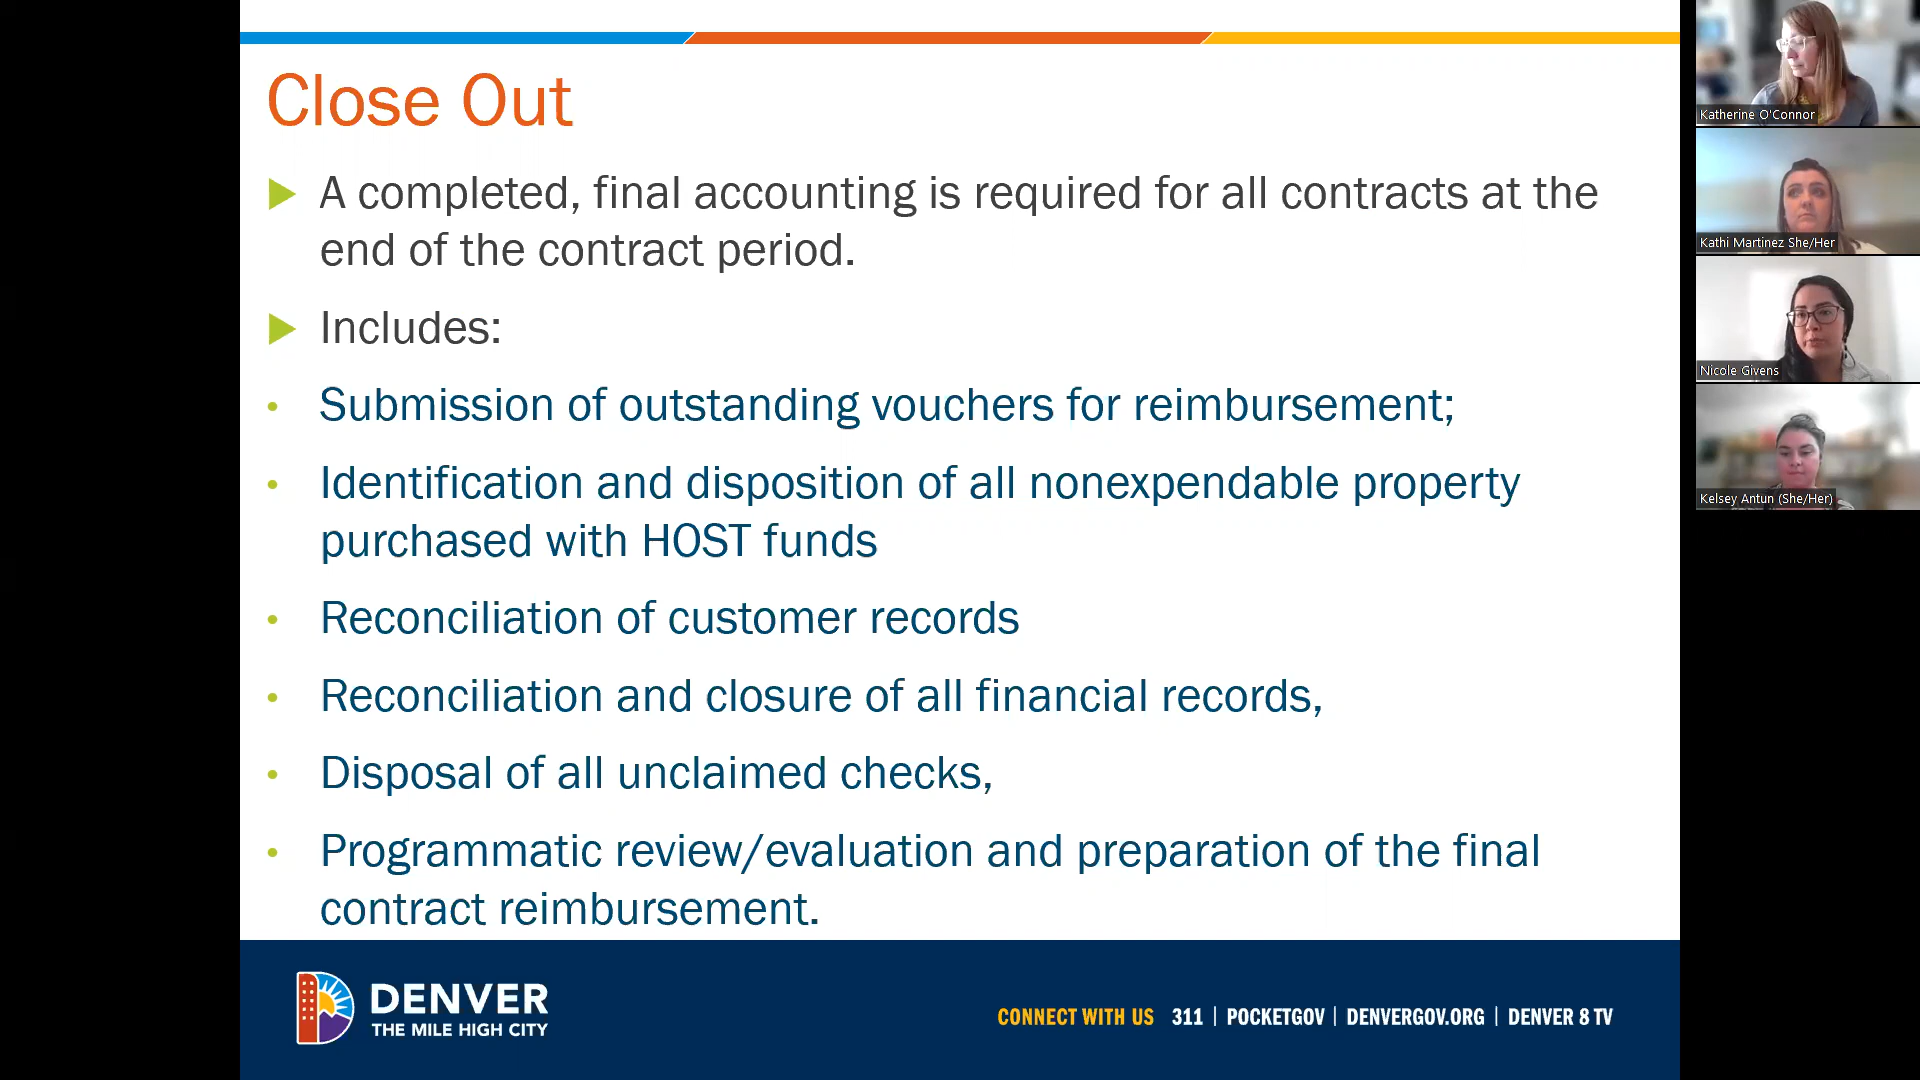 Close Out
A completed, final accounting is required for all contracts at the
end of the contract period.
Includes:
Submission of outstanding vouchers for reimbursement;
Identification and disposition of all nonexpendable property
purchased with HOST funds
Reconciliation of customer records
Reconciliation and closure of all financial records,
Disposal of all unclaimed checks,
Programmatic review/evaluation and preparation of the final
contract reimbursement.
DENVER
THE MILE HIGH CITY
CONNECT WITH US 311 | POCKETGOV | DENVERGOV.ORG | DENVER 8 TV
Katherine O'Connor
Kathi Martinez She/Her
Nicole Givens
Kelsey Antun (She/Her)